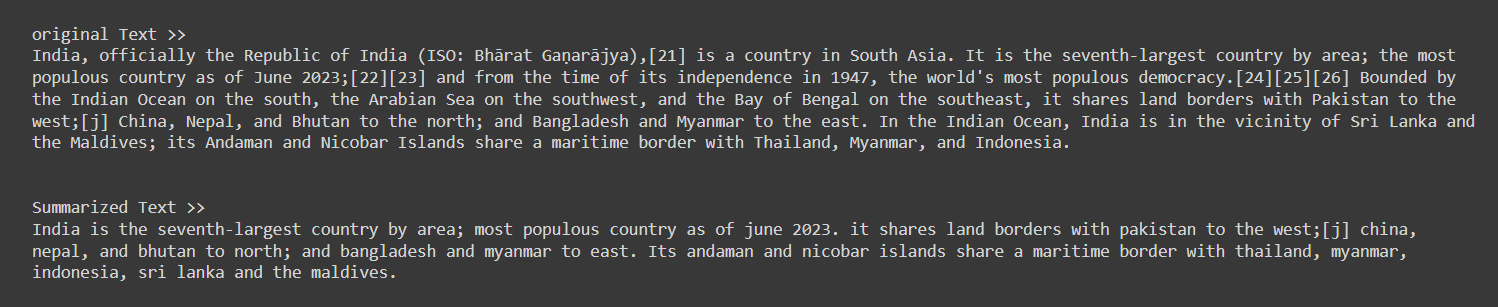 original Text >>
India, officially the Republic of India (ISO: Bhārat Gaṇarājya),[21] is a country in South Asia. It is the seventh-largest country by area; the most
populous country as of June 2023;[22][23] and from the time of its independence in 1947, the world's most populous democracy.[24][25][26] Bounded by
the Indian Ocean on the south, the Arabian Sea on the southwest, and the Bay of Bengal on the southeast, it shares land borders with Pakistan to the
west;[j] China, Nepal, and Bhutan to the north; and Bangladesh and Myanmar to the east. In the Indian Ocean, India is in the vicinity of Sri Lanka and
the Maldives; its Andaman and Nicobar Islands share a maritime border with Thailand, Myanmar, and Indonesia.
Summarized Text >>
India is the seventh-largest country by area; most populous country as of june 2023. it shares land borders with pakistan to the west;[j] china,
nepal, and bhutan to north; and bangladesh and myanmar to east. Its andaman and nicobar islands share a maritime border with thailand, myanmar,
indonesia, sri lanka and the maldives.